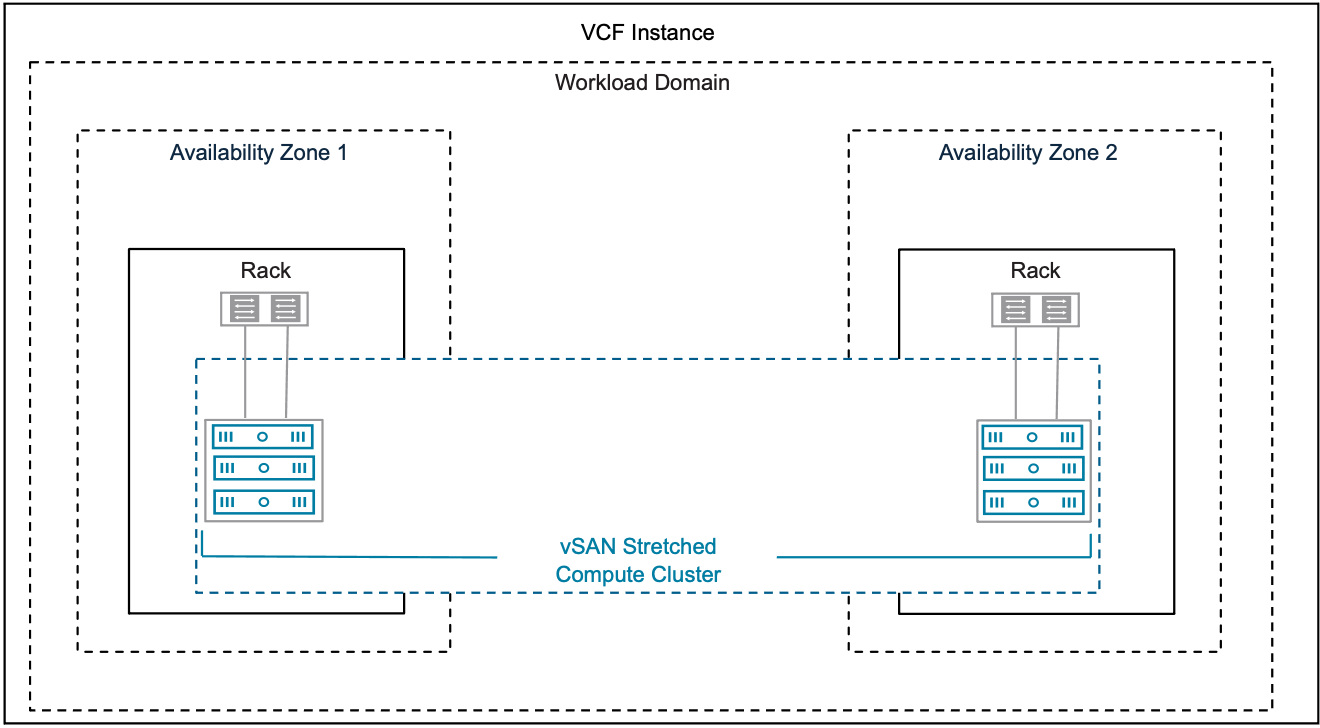 VCF Instance
Workload Domain
Availability Zone 1
Availability Zone 2
Rack
Rack
vSAN Stretched
Compute Cluster